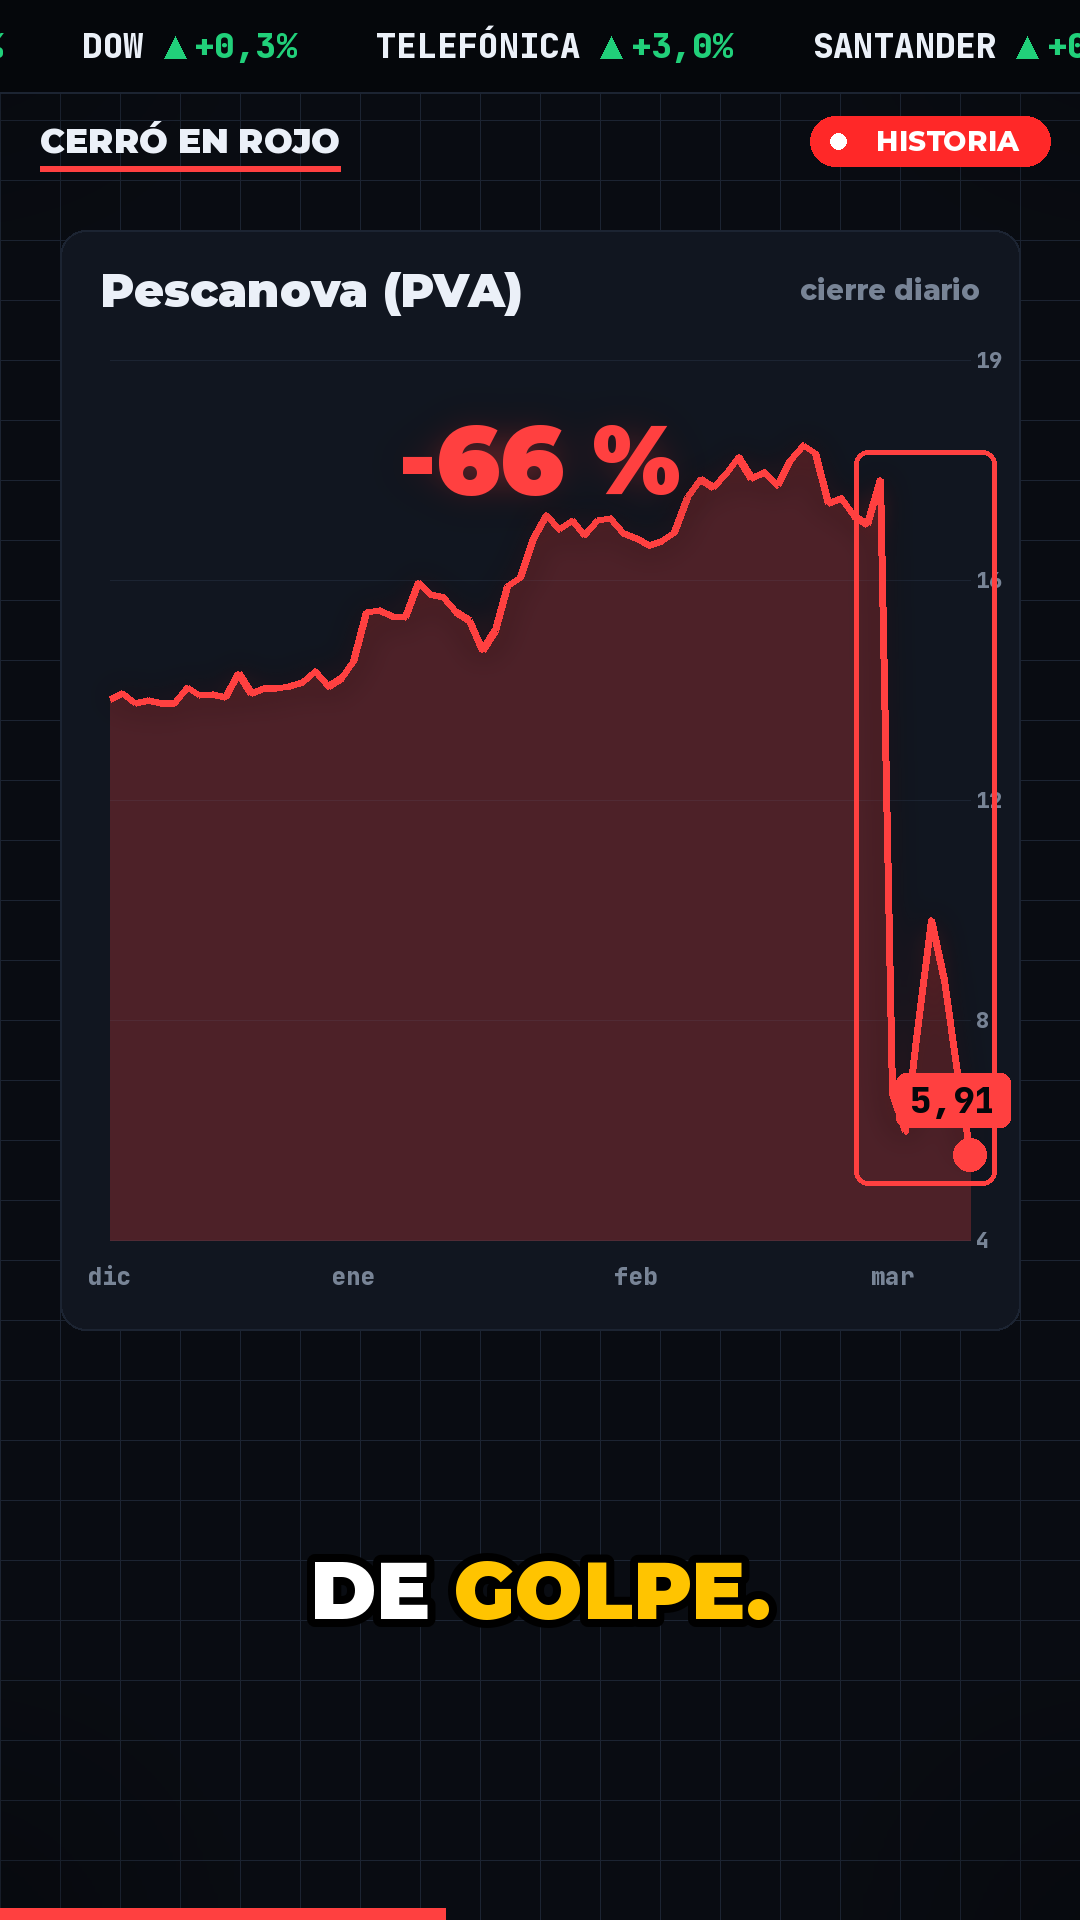 % DOW ▲+0,3% TELEFÓNICA ▲+3,0% SANTANDER ▲+0
CERRÓ EN ROJO
HISTORIA
Pescanova (PVA)
cierre diario
19
-66 %
16
12
8
5,91
4
dic ene feb mar
DE GOLPE.